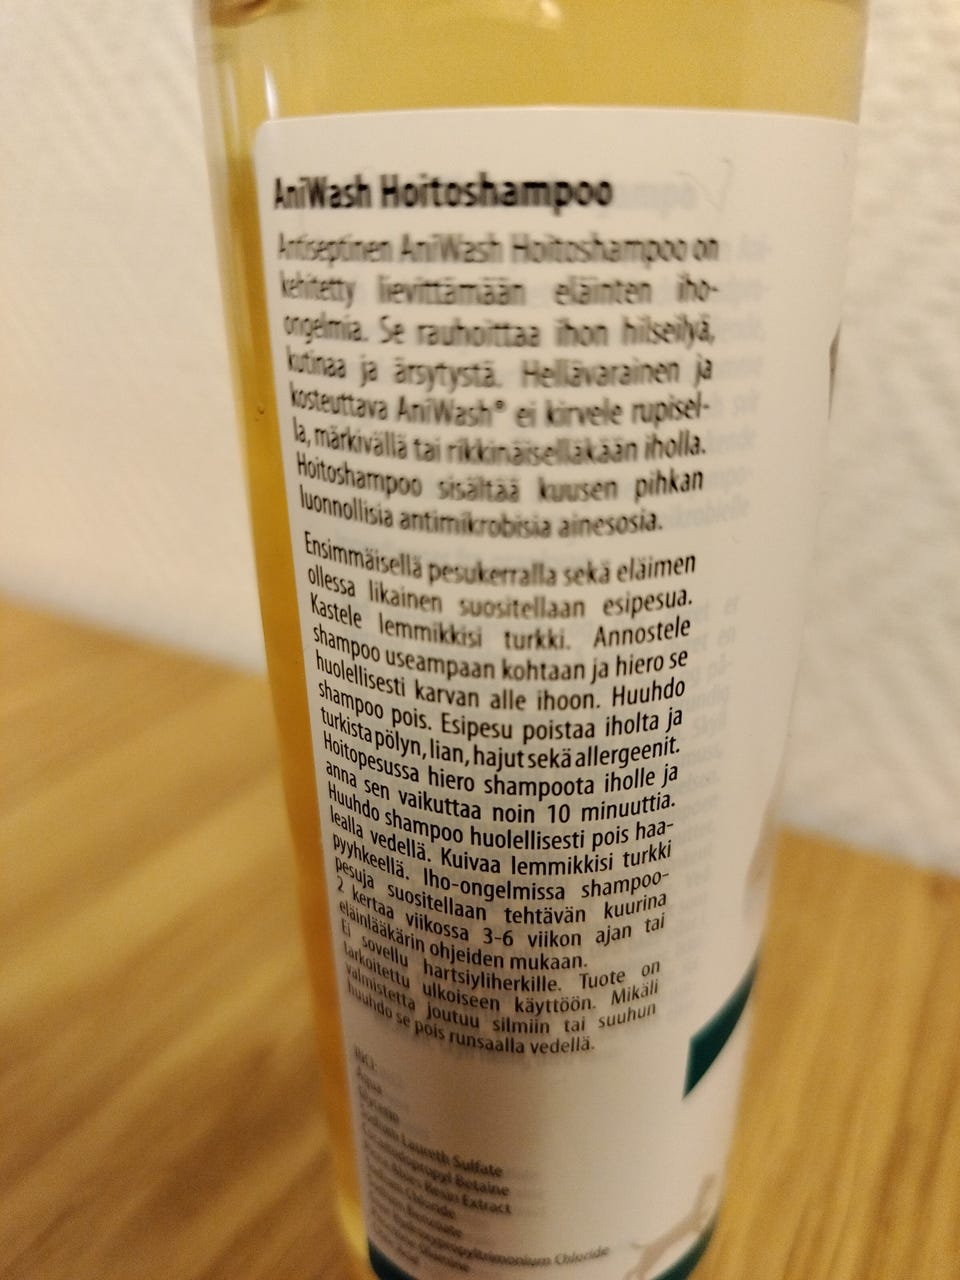 AniWash Hoitoshampoo
Antiseptinen AniWash Hoitoshampoo on
kehitetty lievittämään eläinten iho-
ongelmia. Se rauhoittaa ihon hilseilyä,
kutinaa ja ärsytystä. Hellävarainen ja
kosteuttava AniWash® ei kirvele rupisel-
la, märkivällä tai rikkinäiselläkään iholla.
Hoitoshampoo sisältää kuusen pihkan
luonnollisia antimikrobisia ainesosia.
Ensimmäisellä pesukerralla sekä eläimen
ollessa likainen suositellaan esipesua.
Kastele lemmikkisi turkki. Annostele
shampoo useampaan kohtaan ja hiero se
huolellisesti karvan alle ihoon. Huuhdo
shampoo pois. Esipesu poistaa iholta ja
turkista pölyn, lian, hajut sekä allergeenit.
Hoitopesussa hiero shampoota iholle ja
anna sen vaikuttaa noin 10 minuuttia.
Huuhdo shampoo huolellisesti pois haa-
lealla vedellä. Kuivaa lemmikkisi turkki
pyyhkeellä. Iho-ongelmissa shampoo-
pesuja suositellaan tehtävän kuurina
2 kertaa viikossa 3-6 viikon ajan tai
eläinlääkärin ohjeiden mukaan.
Ei sovellu hartsiyliherkille. Tuote on
tarkoitettu ulkoiseen käyttöön. Mikäli
valmistetta joutuu silmiin tai suuhun
huuhdo se pois runsaalla vedellä.
INCI:
Aqua
Sodium Laureth Sulfate
Cocamidopropyl Betaine
Resin Extract
Chloride
Benzoate
Hydroxypropyltrimonium Chloride